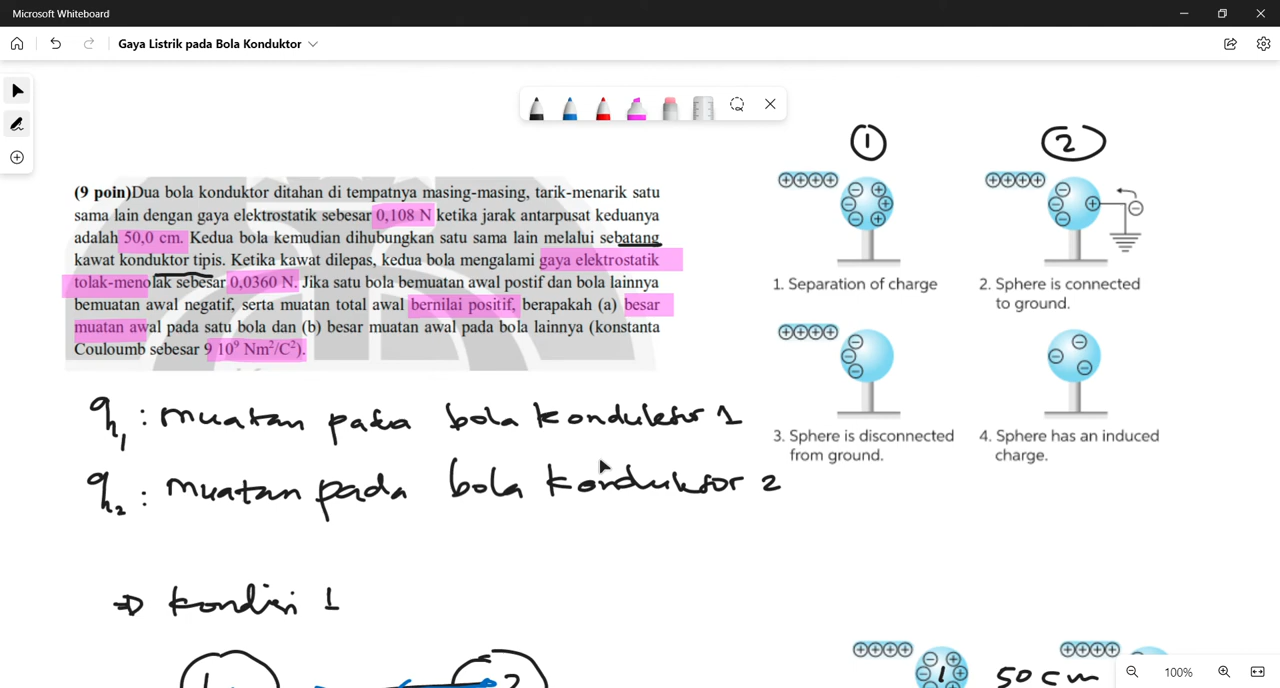 Microsoft Whiteboard
Gaya Listrik pada Bola Konduktor
(9 poin)Dua bola konduktor ditahan di tempatnya masing-masing, tarik-menarik satu
sama lain dengan gaya elektrostatik sebesar 0,108 N ketika jarak antarpusat keduanya
adalah 50,0 cm. Kedua bola kemudian dihubungkan satu sama lain melalui sebatang
kawat konduktor tipis. Ketika kawat dilepas, kedua bola mengalami gaya elektrostatik
tolak-menolak sebesar 0,0360 N. Jika satu bola bemuatan awal postif dan bola lainnya
bemuatan awal negatif, serta muatan total awal bernilai positif, berapakah (a) besar
muatan awal pada satu bola dan (b) besar muatan awal pada bola lainnya (konstanta
Couloumb sebesar 9 10⁹ Nm²/C²).
1
2
1. Separation of charge
2. Sphere is connected
to ground.
3. Sphere is disconnected
from ground.
4. Sphere has an induced
charge.
q₁ : muatan pada bola konduktor 1
q₂ : muatan pada bola konduktor 2
⇒ kondisi 1
1
2
1
50 cm
100%